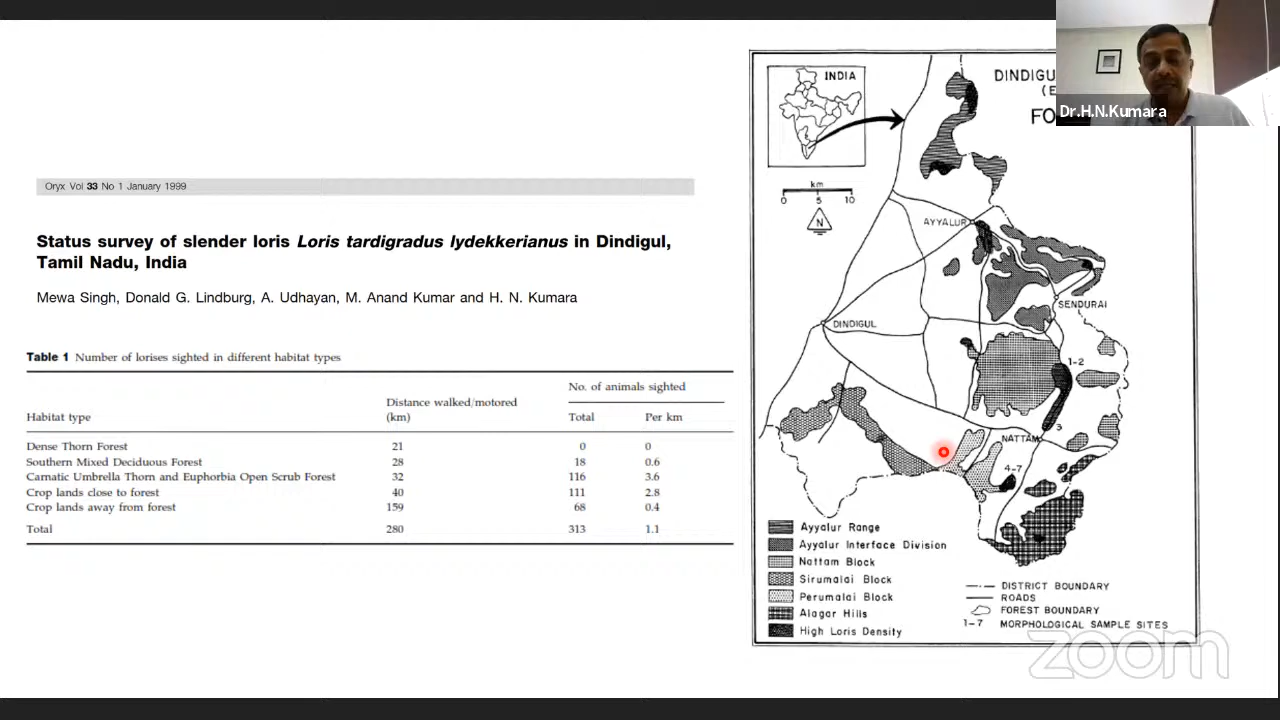 Oryx Vol 33 No 1 January 1999
Status survey of slender loris Loris tardigradus lydekkerianus in Dindigul,
Tamil Nadu, India
Mewa Singh, Donald G. Lindburg, A. Udhayan, M. Anand Kumar and H. N. Kumara
Table 1 Number of lorises sighted in different habitat types
No. of animals sighted
Distance walked/motored
Habitat type (km) Total Per km
Dense Thorn Forest 21 0 0
Southern Mixed Deciduous Forest 28 18 0.6
Carnatic Umbrella Thorn and Euphorbia Open Scrub Forest 32 116 3.6
Crop lands close to forest 40 111 2.8
Crop lands away from forest 159 68 0.4
Total 280 313 1.1
INDIA
DINDIGU
(E
FO
km
0 5 10
N
AYYALUR
SENDURAI
DINDIGUL
1-2
3
NATTAM
4-7
Ayyalur Range
Ayyalur Interface Division
Nattam Block
Sirumalai Block
Perumalai Block
Alagar Hills
High Loris Density
DISTRICT BOUNDARY
ROADS
FOREST BOUNDARY
1-7 MORPHOLOGICAL SAMPLE SITES
Dr.H.N.Kumara
zoom